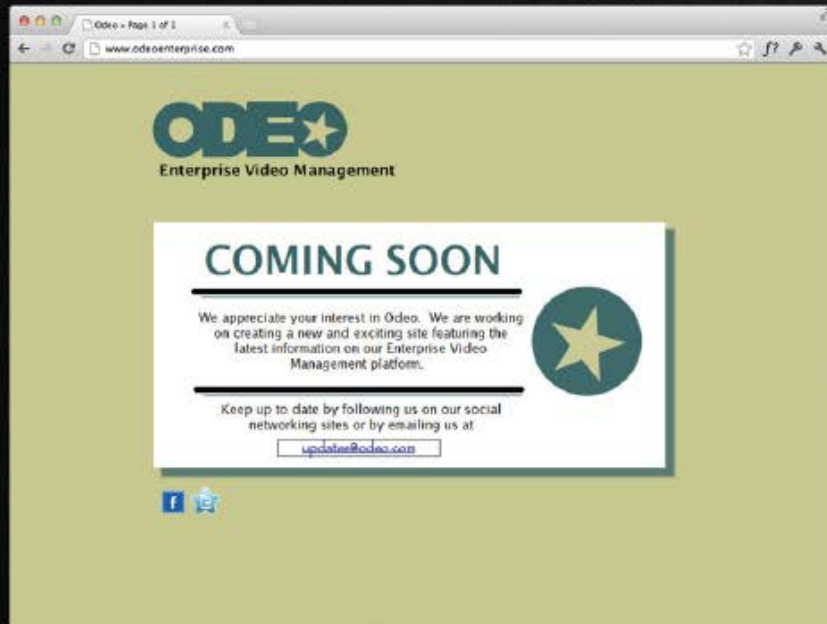 Odeo - Page 1 of 1
www.odeoenterprise.com
ODEO
Enterprise Video Management
COMING SOON
We appreciate your interest in Odeo. We are working
on creating a new and exciting site featuring the
latest information on our Enterprise Video
Management platform.
Keep up to date by following us on our social
networking sites or by emailing us at
updates@odeo.com
f
t